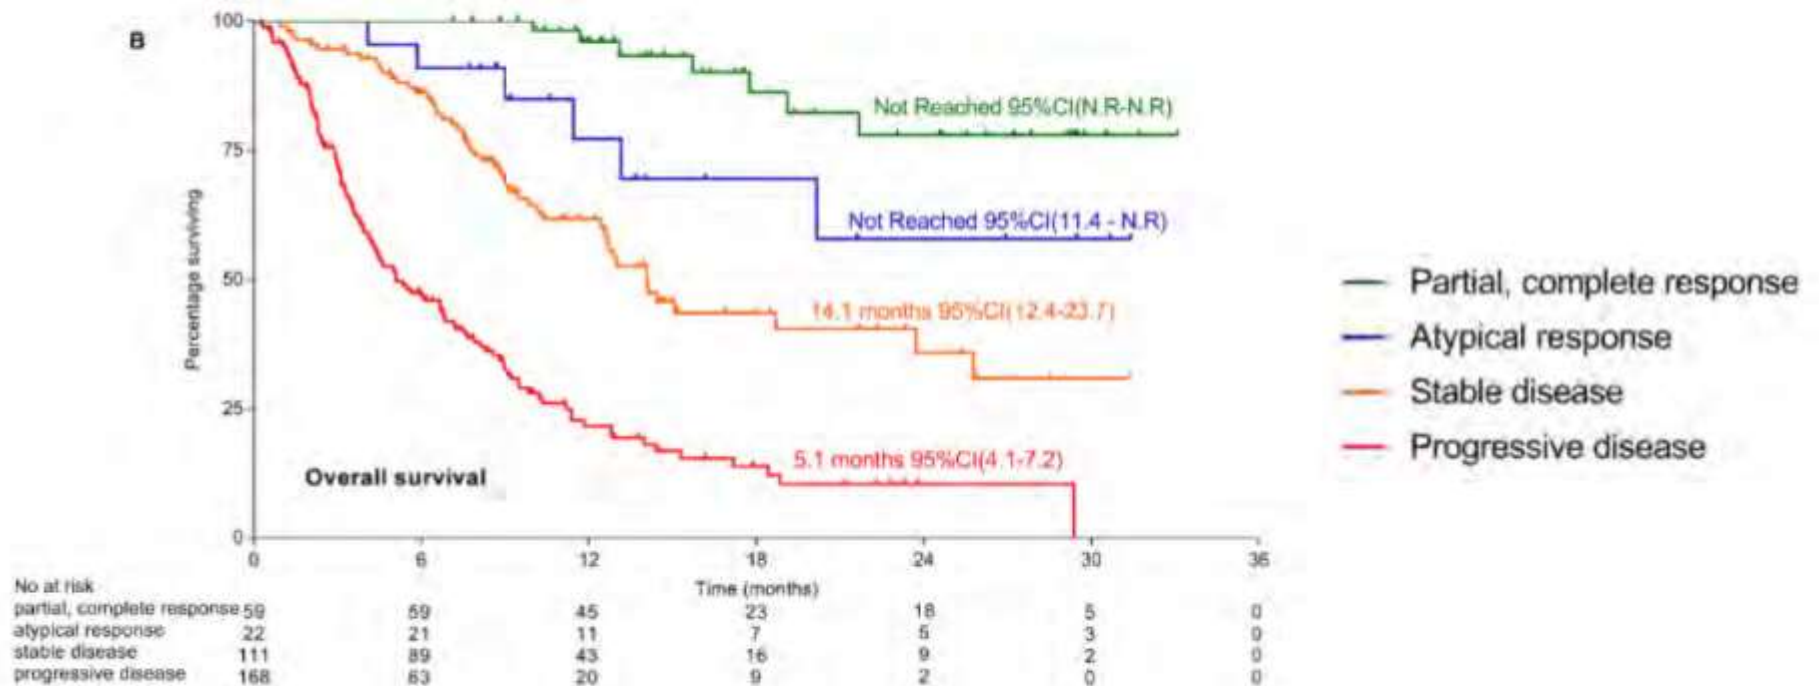 B
100
75
50
25
0
Percentage surviving
Not Reached 95%CI(N.R-N.R)
Not Reached 95%CI(11.4 - N.R)
14.1 months 95%CI(12.4-23.7)
5.1 months 95%CI(4.1-7.2)
Overall survival
Partial, complete response
Atypical response
Stable disease
Progressive disease
0 6 12 18 24 30 36
Time (months)
No at risk
partial, complete response 59 59 45 23 18 5 0
atypical response 22 21 11 7 5 3 0
stable disease 111 89 43 16 9 2 0
progressive disease 168 63 20 9 2 0 0